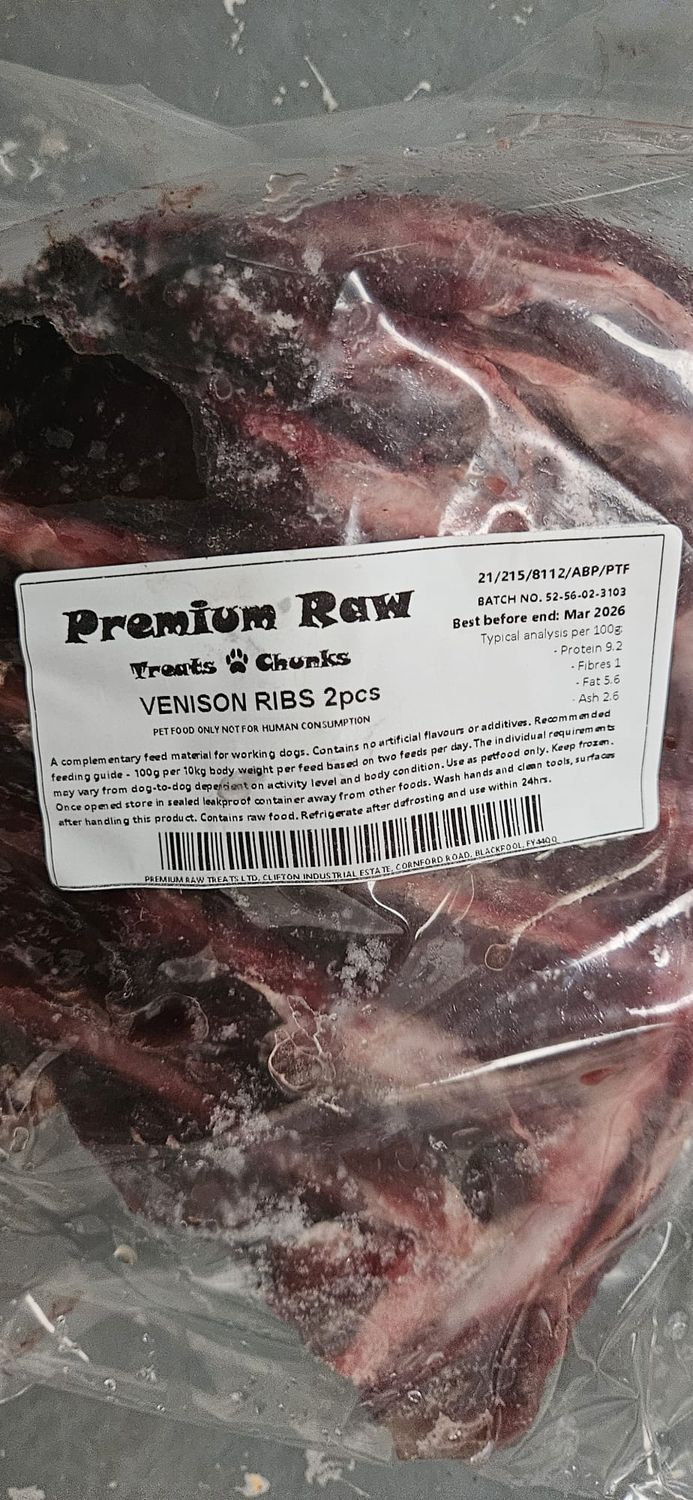 Premium Raw
Treats Chunks
VENISON RIBS 2pcs
PET FOOD ONLY NOT FOR HUMAN CONSUMPTION
21/215/8112/ABP/PTF
BATCH NO. 52-56-02-3103
Best before end: Mar 2026
Typical analysis per 100g:
- Protein 9.2
- Fibres 1
- Fat 5.6
- Ash 2.6
A complementary feed material for working dogs. Contains no artificial flavours or additives. Recommended
feeding guide - 100g per 10kg body weight per feed based on two feeds per day. The individual requirements
may vary from dog-to-dog dependent on activity level and body condition. Use as petfood only. Keep frozen.
Once opened store in sealed leakproof container away from other foods. Wash hands and clean tools, surfaces
after handling this product. Contains raw food. Refrigerate after defrosting and use within 24hrs.
PREMIUM RAW TREATS LTD, CLIFTON INDUSTRIAL ESTATE, CORNFORD ROAD, BLACKPOOL, FY44QQ